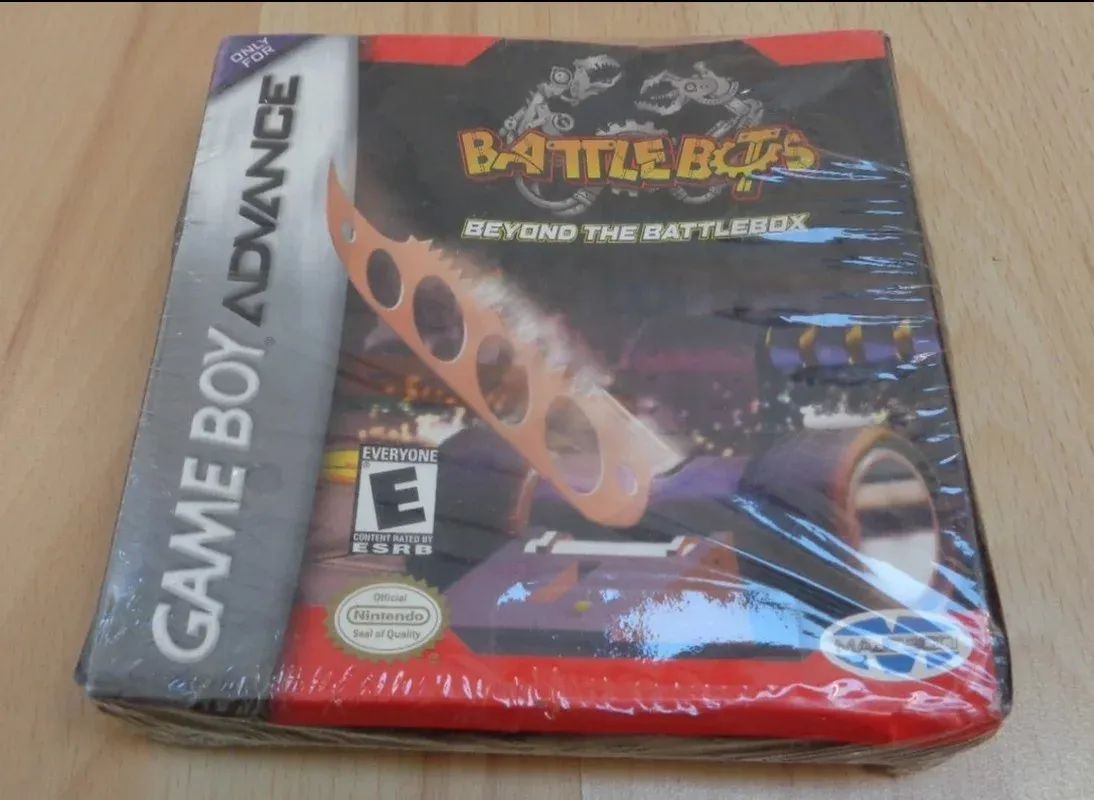 ONLY
FOR
GAME BOY ADVANCE
BATTLEBOTS
BEYOND THE BATTLEBOX
EVERYONE
E
CONTENT RATED BY
ESRB
Official
Nintendo
Seal of Quality
MAJESCO